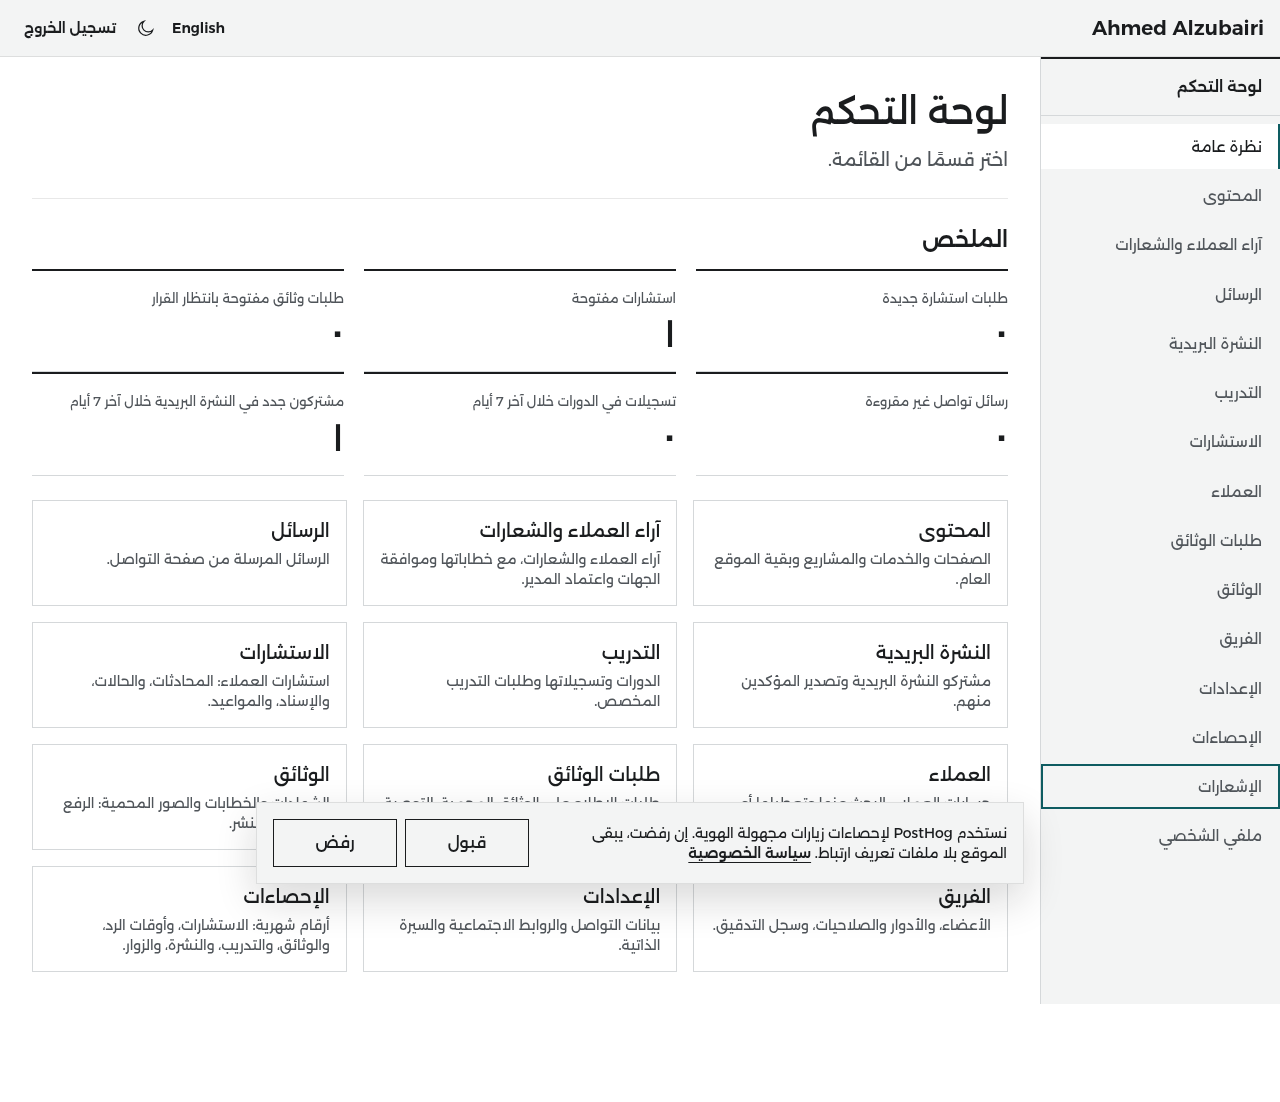 Ahmed Alzubairi
English
تسجيل الخروج
لوحة التحكم
نظرة عامة
المحتوى
آراء العملاء والشعارات
الرسائل
النشرة البريدية
التدريب
الاستشارات
العملاء
طلبات الوثائق
الوثائق
الفريق
الإعدادات
الإحصاءات
الإشعارات
ملفي الشخصي
لوحة التحكم
اختر قسمًا من القائمة.
الملخص
طلبات استشارة جديدة
٠
استشارات مفتوحة
١
طلبات وثائق مفتوحة بانتظار القرار
٠
رسائل تواصل غير مقروءة
٠
تسجيلات في الدورات خلال آخر 7 أيام
٠
مشتركون جدد في النشرة البريدية خلال آخر 7 أيام
١
المحتوى
الصفحات والخدمات والمشاريع وبقية الموقع
العام.
آراء العملاء والشعارات
آراء العملاء والشعارات، مع خطاباتها وموافقة
الجهات واعتماد المدير.
الرسائل
الرسائل المرسلة من صفحة التواصل.
النشرة البريدية
مشتركو النشرة البريدية وتصدير المؤكدين
منهم.
التدريب
الدورات وتسجيلاتها وطلبات التدريب
المخصص.
الاستشارات
استشارات العملاء: المحادثات، والحالات،
والإسناد، والمواعيد.
العملاء
طلبات الوثائق
الوثائق
والخطابات والصور المحمية: الرفع
نستخدم PostHog لإحصاءات زيارات مجهولة الهوية. إن رفضت، يبقى
الموقع بلا ملفات تعريف ارتباط. سياسة الخصوصية
قبول
رفض
الفريق
الأعضاء، والأدوار والصلاحيات، وسجل التدقيق.
الإعدادات
بيانات التواصل والروابط الاجتماعية والسيرة
الذاتية.
الإحصاءات
أرقام شهرية: الاستشارات، وأوقات الرد،
والوثائق، والتدريب، والنشرة، والزوار.